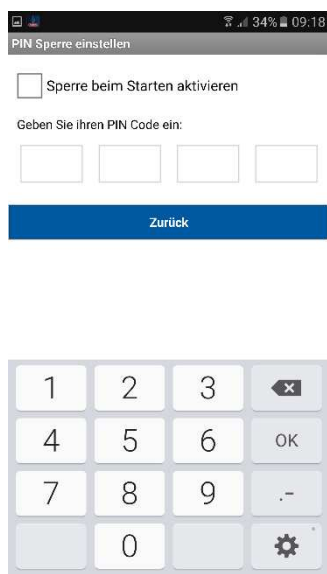 34% 09:18
PIN Sperre einstellen
Sperre beim Starten aktivieren
Geben Sie ihren PIN Code ein:
Zurück
1 2 3
4 5 6 OK
7 8 9 .-
0